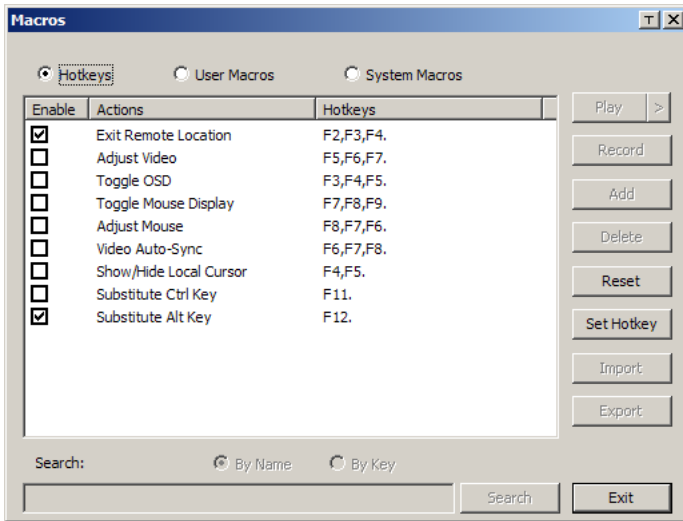 Macros
Hotkeys User Macros System Macros
Enable Actions Hotkeys
Exit Remote Location F2,F3,F4.
Adjust Video F5,F6,F7.
Toggle OSD F3,F4,F5.
Toggle Mouse Display F7,F8,F9.
Adjust Mouse F8,F7,F6.
Video Auto-Sync F6,F7,F8.
Show/Hide Local Cursor F4,F5.
Substitute Ctrl Key F11.
Substitute Alt Key F12.
Play >
Record
Add
Delete
Reset
Set Hotkey
Import
Export
Search: By Name By Key
Search Exit